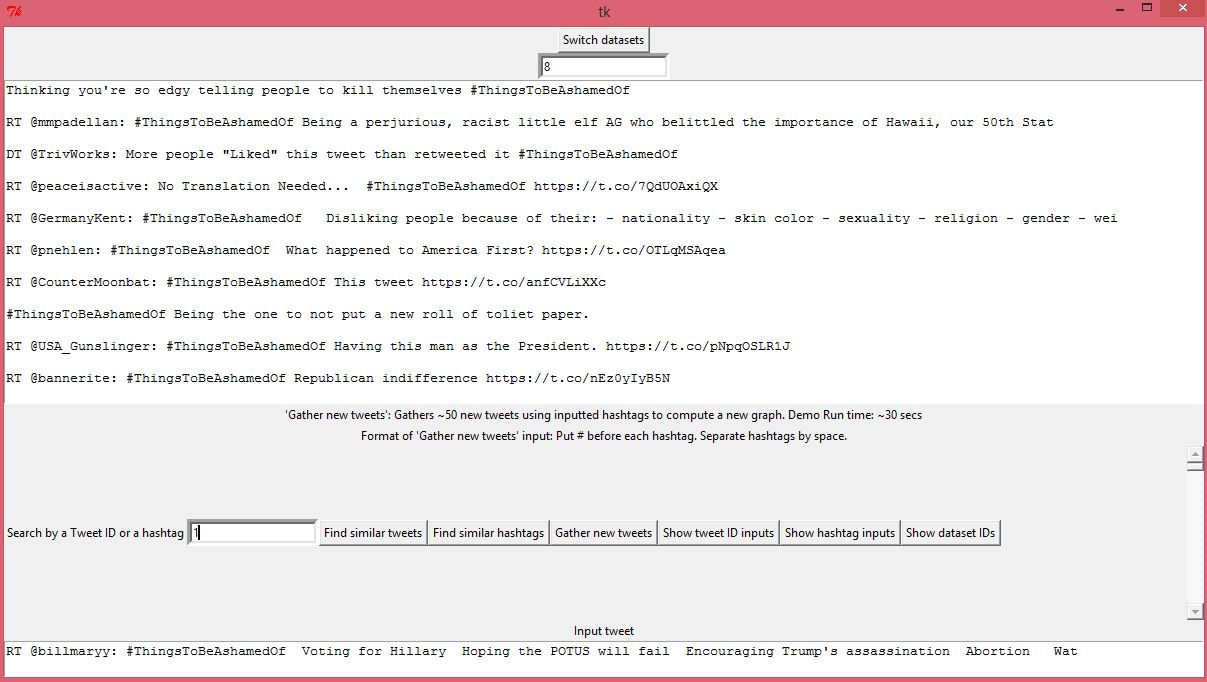 tk
Switch datasets
8
Thinking you're so edgy telling people to kill themselves #ThingsToBeAshamedOf
RT @mmpadellan: #ThingsToBeAshamedOf Being a perjurious, racist little elf AG who belittled the importance of Hawaii, our 50th Stat
DT @TrivWorks: More people "Liked" this tweet than retweeted it #ThingsToBeAshamedOf
RT @peaceisactive: No Translation Needed...  #ThingsToBeAshamedOf https://t.co/7QdUOAxiQX
RT @GermanyKent: #ThingsToBeAshamedOf   Disliking people because of their: - nationality - skin color - sexuality - religion - gender - wei
RT @pnehlen: #ThingsToBeAshamedOf  What happened to America First? https://t.co/OTLqMSAqea
RT @CounterMoonbat: #ThingsToBeAshamedOf This tweet https://t.co/anfCVLiXXc
#ThingsToBeAshamedOf Being the one to not put a new roll of toliet paper.
RT @USA_Gunslinger: #ThingsToBeAshamedOf Having this man as the President. https://t.co/pNpqOSLR1J
RT @bannerite: #ThingsToBeAshamedOf Republican indifference https://t.co/nEz0yIyB5N
'Gather new tweets': Gathers ~50 new tweets using inputted hashtags to compute a new graph. Demo Run time: ~30 secs
Format of 'Gather new tweets' input: Put # before each hashtag. Separate hashtags by space.
Search by a Tweet ID or a hashtag 1 Find similar tweets Find similar hashtags Gather new tweets Show tweet ID inputs Show hashtag inputs Show dataset IDs
Input tweet
RT @billmaryy: #ThingsToBeAshamedOf  Voting for Hillary  Hoping the POTUS will fail  Encouraging Trump's assassination  Abortion   Wat